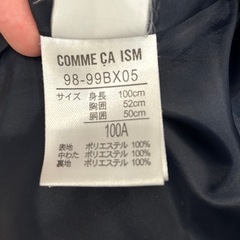 COMME ÇA ISM
98-99BX05
サイズ 身長: 100cm
胸囲: 52cm
胴囲: 50cm
100A
表地 ポリエステル 100%
中わた ポリエステル 100%
裏地 ポリエステル 100%